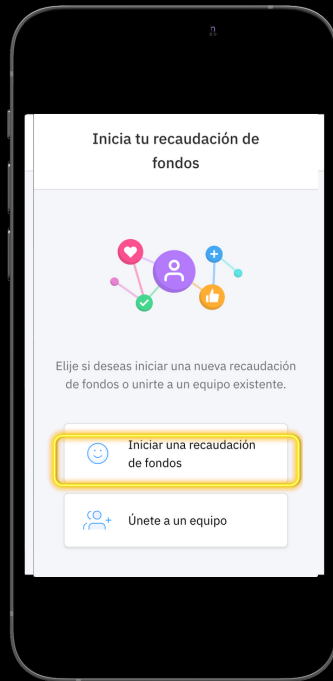 Inicia tu recaudación de
fondos
Elije si deseas iniciar una nueva recaudación
de fondos o unirte a un equipo existente.
Iniciar una recaudación
de fondos
Únete a un equipo